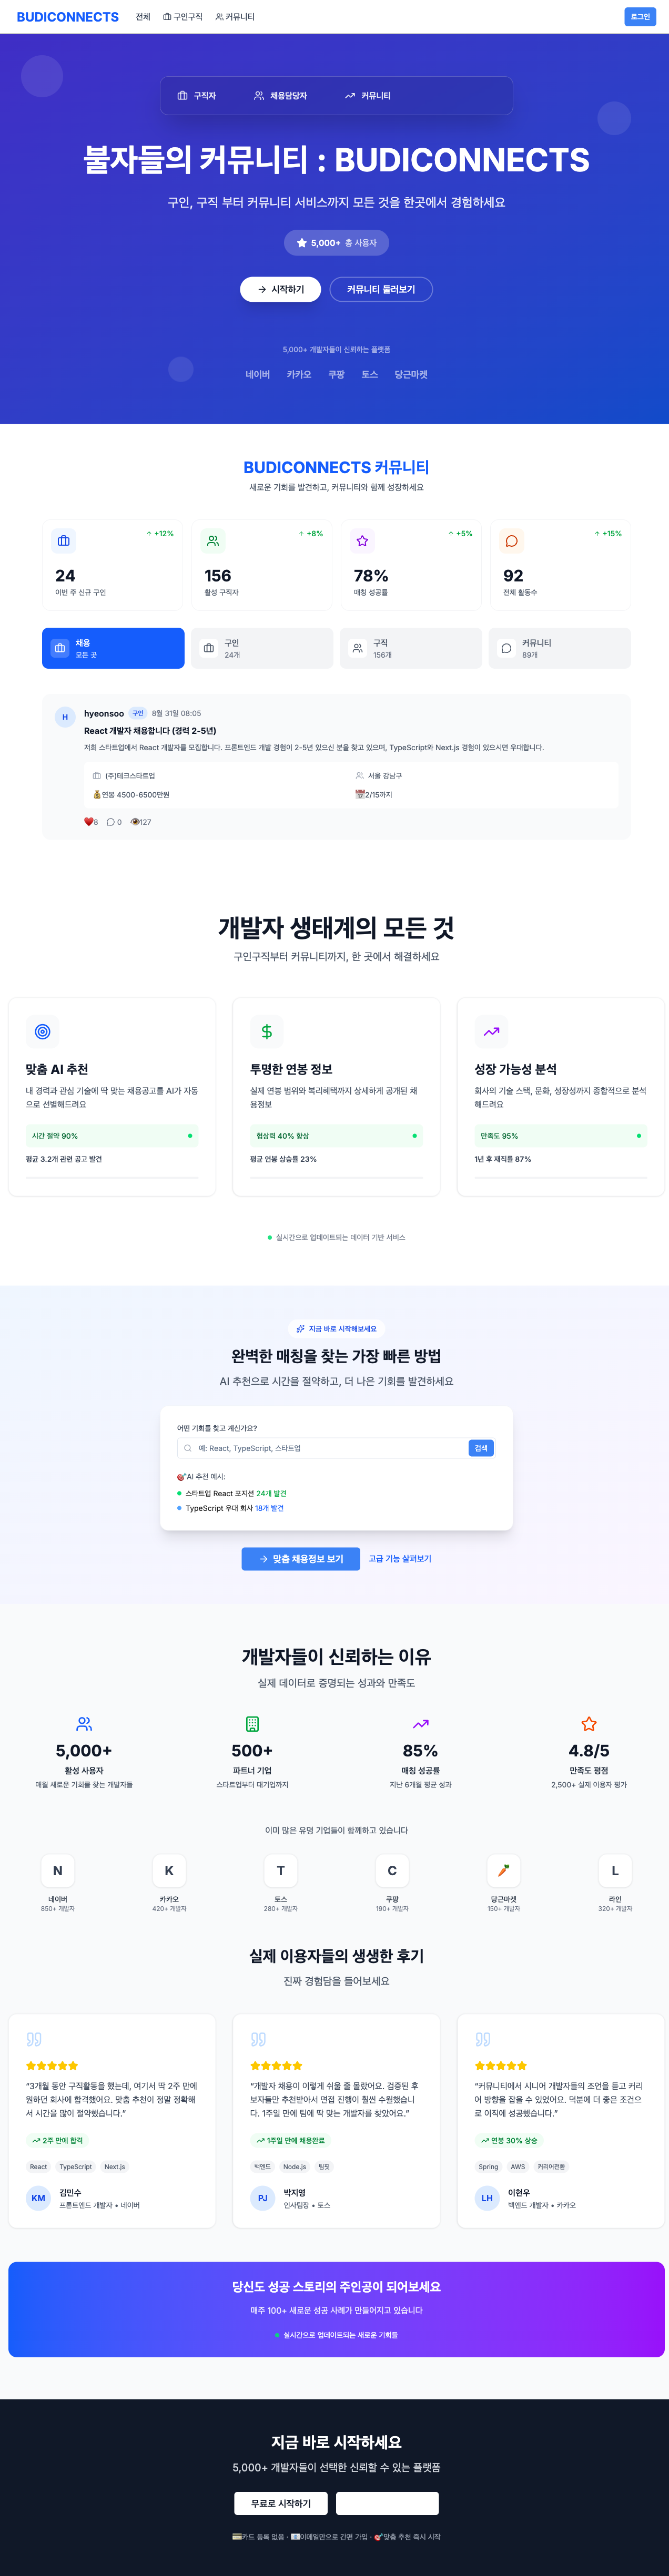 BUDICONNECTS 전체 구인구직 커뮤니티 로그인
구직자 채용담당자 커뮤니티
불자들의 커뮤니티 : BUDICONNECTS
구인, 구직 부터 커뮤니티 서비스까지 모든 것을 한곳에서 경험하세요
5,000+ 총 사용자
시작하기 커뮤니티 둘러보기
5,000+ 개발자들이 신뢰하는 플랫폼
네이버 카카오 쿠팡 토스 당근마켓
BUDICONNECTS 커뮤니티
새로운 기회를 발견하고, 커뮤니티와 함께 성장하세요
+12% +8% +5% +15%
24 156 78% 92
이번 주 신규 구인 활성 구직자 매칭 성공률 전체 활동수
채용 구인 구직 커뮤니티
모든 곳 24개 156개 89개
H hyeonsoo 구인 8월 31일 08:05
React 개발자 채용합니다 (경력 2-5년)
저희 스타트업에서 React 개발자를 모집합니다. 프론트엔드 개발 경험이 2-5년 있으신 분을 찾고 있으며, TypeScript와 Next.js 경험이 있으시면 우대합니다.
(주)테크스타트업 서울 강남구
💰연봉 4500-6500만원 📅2/15까지
❤️8 0 👁️127
개발자 생태계의 모든 것
구인구직부터 커뮤니티까지, 한 곳에서 해결하세요
맞춤 AI 추천
내 경력과 관심 기술에 딱 맞는 채용공고를 AI가 자동
으로 선별해드려요
시간 절약 90%
평균 3.2개 관련 공고 발견
투명한 연봉 정보
실제 연봉 범위와 복리혜택까지 상세하게 공개된 채
용정보
협상력 40% 향상
평균 연봉 상승률 23%
성장 가능성 분석
회사의 기술 스택, 문화, 성장성까지 종합적으로 분석
해드려요
만족도 95%
1년 후 재직률 87%
실시간으로 업데이트되는 데이터 기반 서비스
지금 바로 시작해보세요
완벽한 매칭을 찾는 가장 빠른 방법
AI 추천으로 시간을 절약하고, 더 나은 기회를 발견하세요
어떤 기회를 찾고 계신가요?
예: React, TypeScript, 스타트업 검색
🎯AI 추천 예시:
스타트업 React 포지션 24개 발견
TypeScript 우대 회사 18개 발견
맞춤 채용정보 보기 고급 기능 살펴보기
개발자들이 신뢰하는 이유
실제 데이터로 증명되는 성과와 만족도
5,000+ 500+ 85% 4.8/5
활성 사용자 파트너 기업 매칭 성공률 만족도 평점
매월 새로운 기회를 찾는 개발자들 스타트업부터 대기업까지 지난 6개월 평균 성과 2,500+ 실제 이용자 평가
이미 많은 유명 기업들이 함께하고 있습니다
N K T C 🥕 L
네이버 카카오 토스 쿠팡 당근마켓 라인
850+ 개발자 420+ 개발자 280+ 개발자 190+ 개발자 150+ 개발자 320+ 개발자
실제 이용자들의 생생한 후기
진짜 경험담을 들어보세요
“3개월 동안 구직활동을 했는데, 여기서 딱 2주 만에
원하던 회사에 합격했어요. 맞춤 추천이 정말 정확해
서 시간을 많이 절약했습니다.”
2주 만에 합격
React TypeScript Next.js
KM 김민수
프론트엔드 개발자 • 네이버
“개발자 채용이 이렇게 쉬울 줄 몰랐어요. 검증된 후
보자들만 추천받아서 면접 진행이 훨씬 수월했습니
다. 1주일 만에 팀에 딱 맞는 개발자를 찾았어요.”
1주일 만에 채용완료
백엔드 Node.js 팀핏
PJ 박지영
인사팀장 • 토스
“커뮤니티에서 시니어 개발자들의 조언을 듣고 커리
어 방향을 잡을 수 있었어요. 덕분에 더 좋은 조건으
로 이직에 성공했습니다.”
연봉 30% 상승
Spring AWS 커리어전환
LH 이현우
백엔드 개발자 • 카카오
당신도 성공 스토리의 주인공이 되어보세요
매주 100+ 새로운 성공 사례가 만들어지고 있습니다
실시간으로 업데이트되는 새로운 기회들
지금 바로 시작하세요
5,000+ 개발자들이 선택한 신뢰할 수 있는 플랫폼
무료로 시작하기
💳카드 등록 없음 · 📧이메일만으로 간편 가입 · 🎯맞춤 추천 즉시 시작